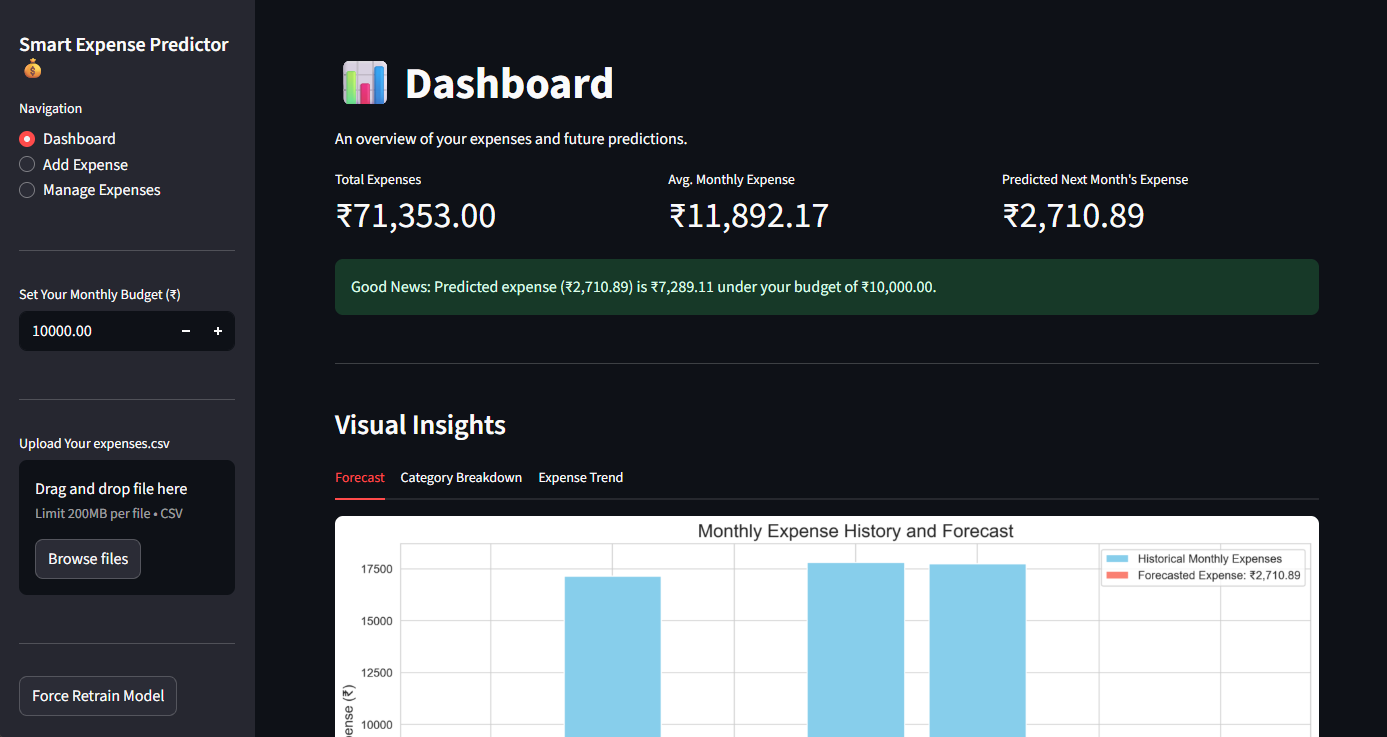 Smart Expense Predictor
Navigation
Dashboard
Add Expense
Manage Expenses
Set Your Monthly Budget (₹)
10000.00
Upload Your expenses.csv
Drag and drop file here
Limit 200MB per file • CSV
Browse files
Force Retrain Model
Dashboard
An overview of your expenses and future predictions.
Total Expenses
₹71,353.00
Avg. Monthly Expense
₹11,892.17
Predicted Next Month's Expense
₹2,710.89
Good News: Predicted expense (₹2,710.89) is ₹7,289.11 under your budget of ₹10,000.00.
Visual Insights
Forecast Category Breakdown Expense Trend
Monthly Expense History and Forecast
Historical Monthly Expenses
Forecasted Expense: ₹2,710.89
17500
15000
12500
10000
ense (₹)